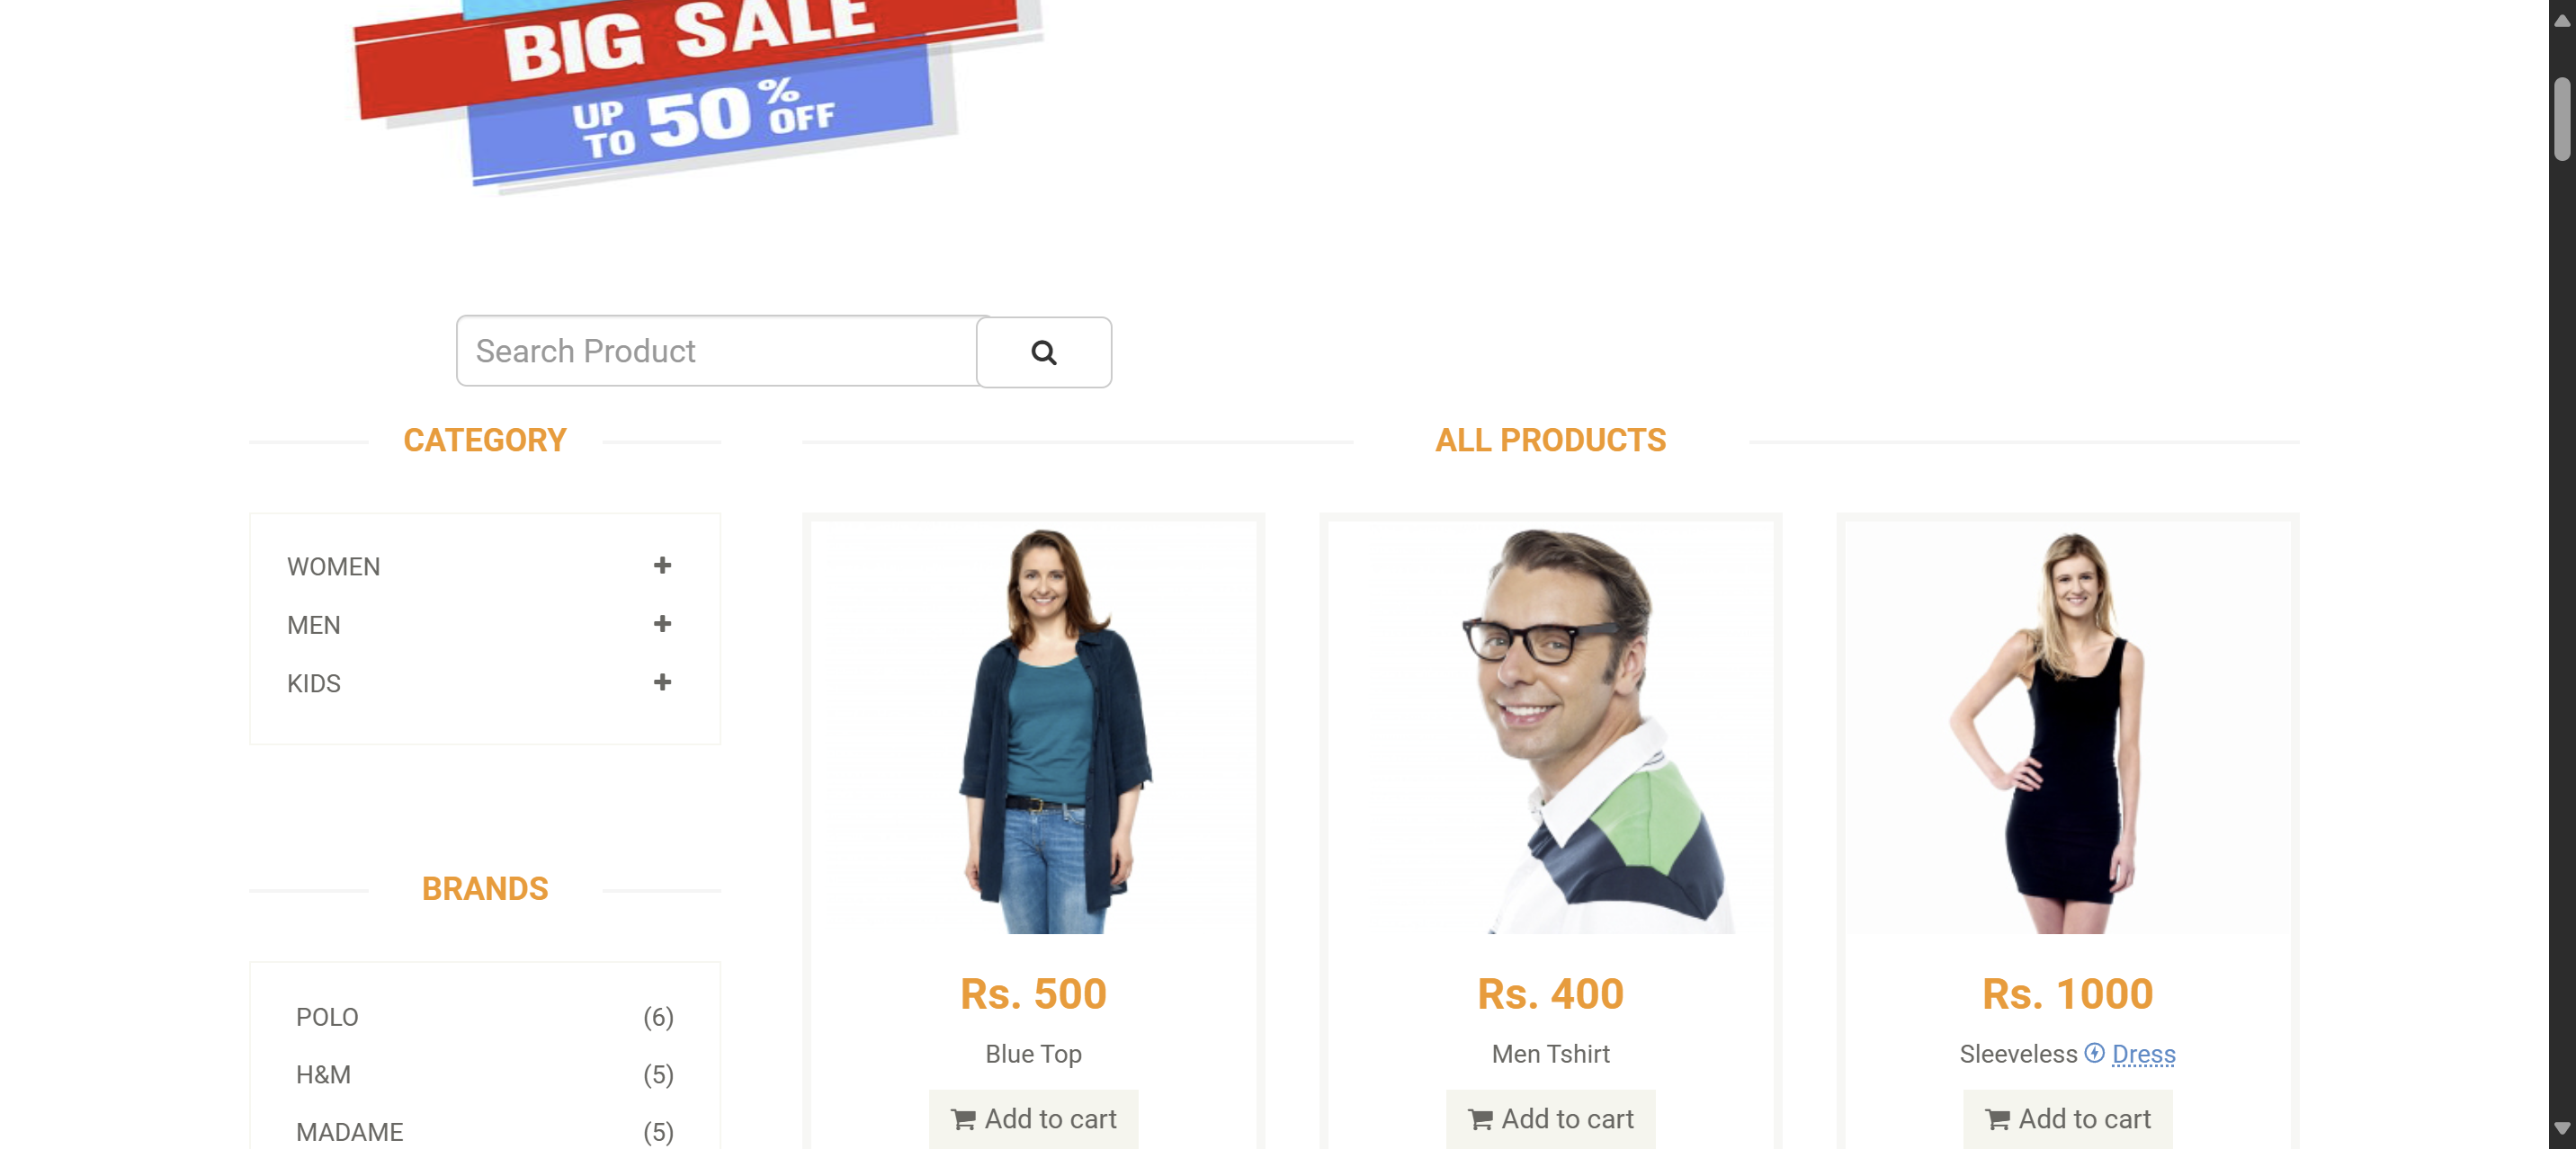 BIG SALE
UP TO 50% OFF
Search Product
CATEGORY
WOMEN
MEN
KIDS
BRANDS
POLO (6)
H&M (5)
MADAME (5)
ALL PRODUCTS
Rs. 500
Blue Top
Add to cart
Rs. 400
Men Tshirt
Add to cart
Rs. 1000
Sleeveless Dress
Add to cart